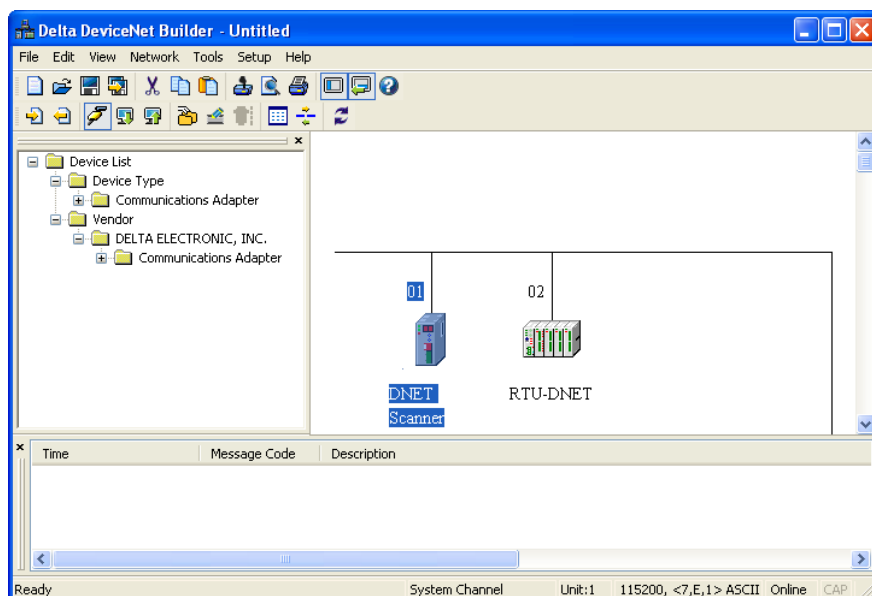 Delta DeviceNet Builder - Untitled
File Edit View Network Tools Setup Help
Device List
Device Type
Communications Adapter
Vendor
DELTA ELECTRONIC, INC.
Communications Adapter
01
02
DNET
Scanner
RTU-DNET
Time Message Code Description
Ready System Channel Unit:1 115200, <7,E,1> ASCII Online CAP